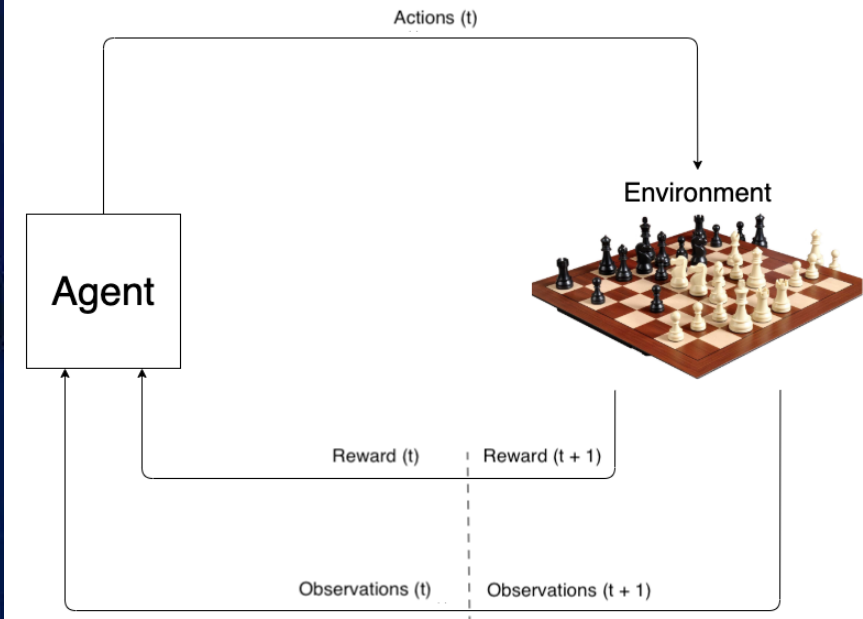 Actions (t)
Environment
Agent
Reward (t)
Reward (t + 1)
Observations (t)
Observations (t + 1)